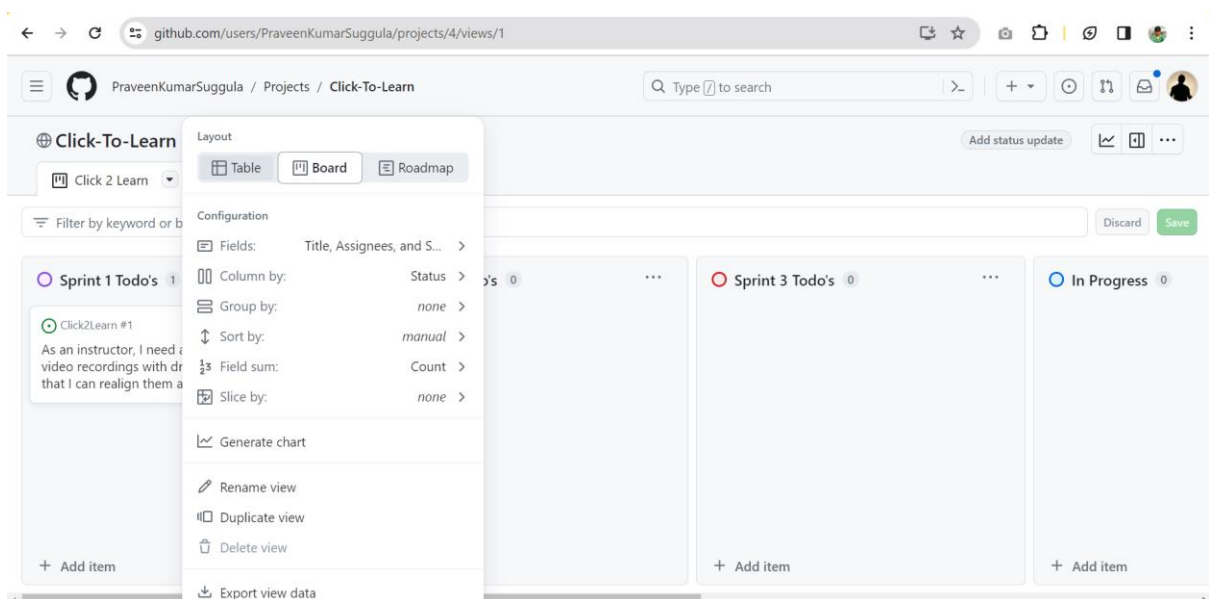 github.com/users/PraveenKumarSuggula/projects/4/views/1
PraveenKumarSuggula / Projects / Click-To-Learn
Type / to search
Click-To-Learn
Add status update
Click 2 Learn
Layout
Table Board Roadmap
Filter by keyword or b
Discard Save
Configuration
Fields: Title, Assignees, and S...
Column by: Status
Group by: none
Sort by: manual
Field sum: Count
Slice by: none
Generate chart
Rename view
Duplicate view
Delete view
Export view data
Sprint 1 Todo's 1
Click2Learn #1
As an instructor, I need a
video recordings with dr
that I can realign them a
+ Add item
o's 0
Sprint 3 Todo's 0
+ Add item
In Progress 0
+ Add item